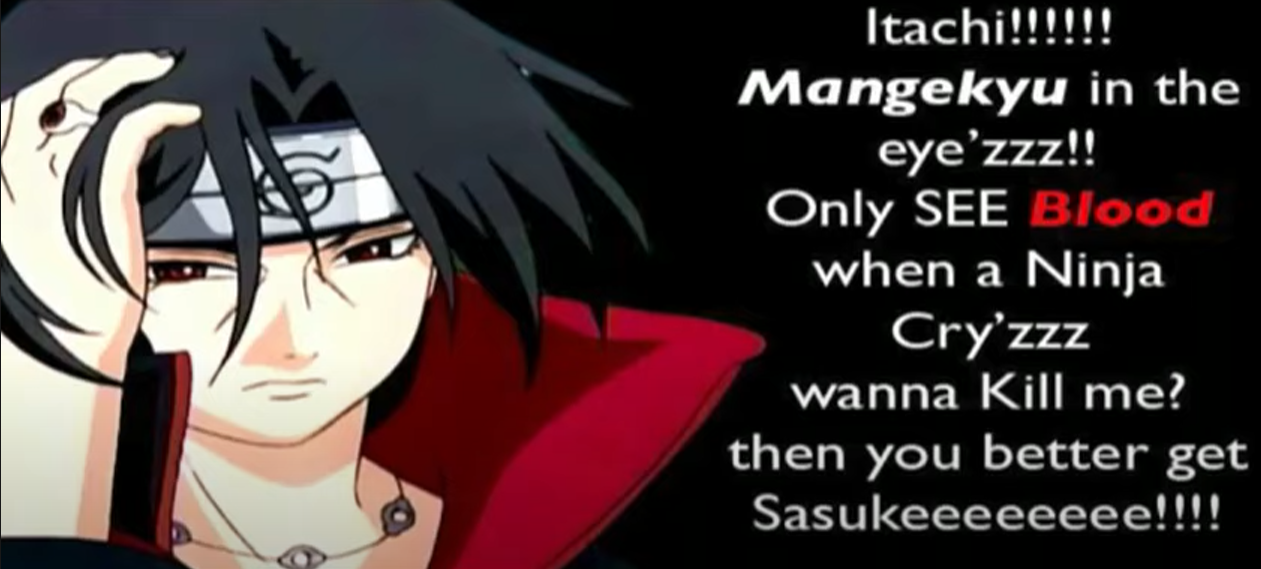 Itachi!!!!!!
Mangekyu in the
eye’zzz!!
Only SEE Blood
when a Ninja
Cry’zzz
wanna Kill me?
then you better get
Sasukeeeeeeeee!!!!